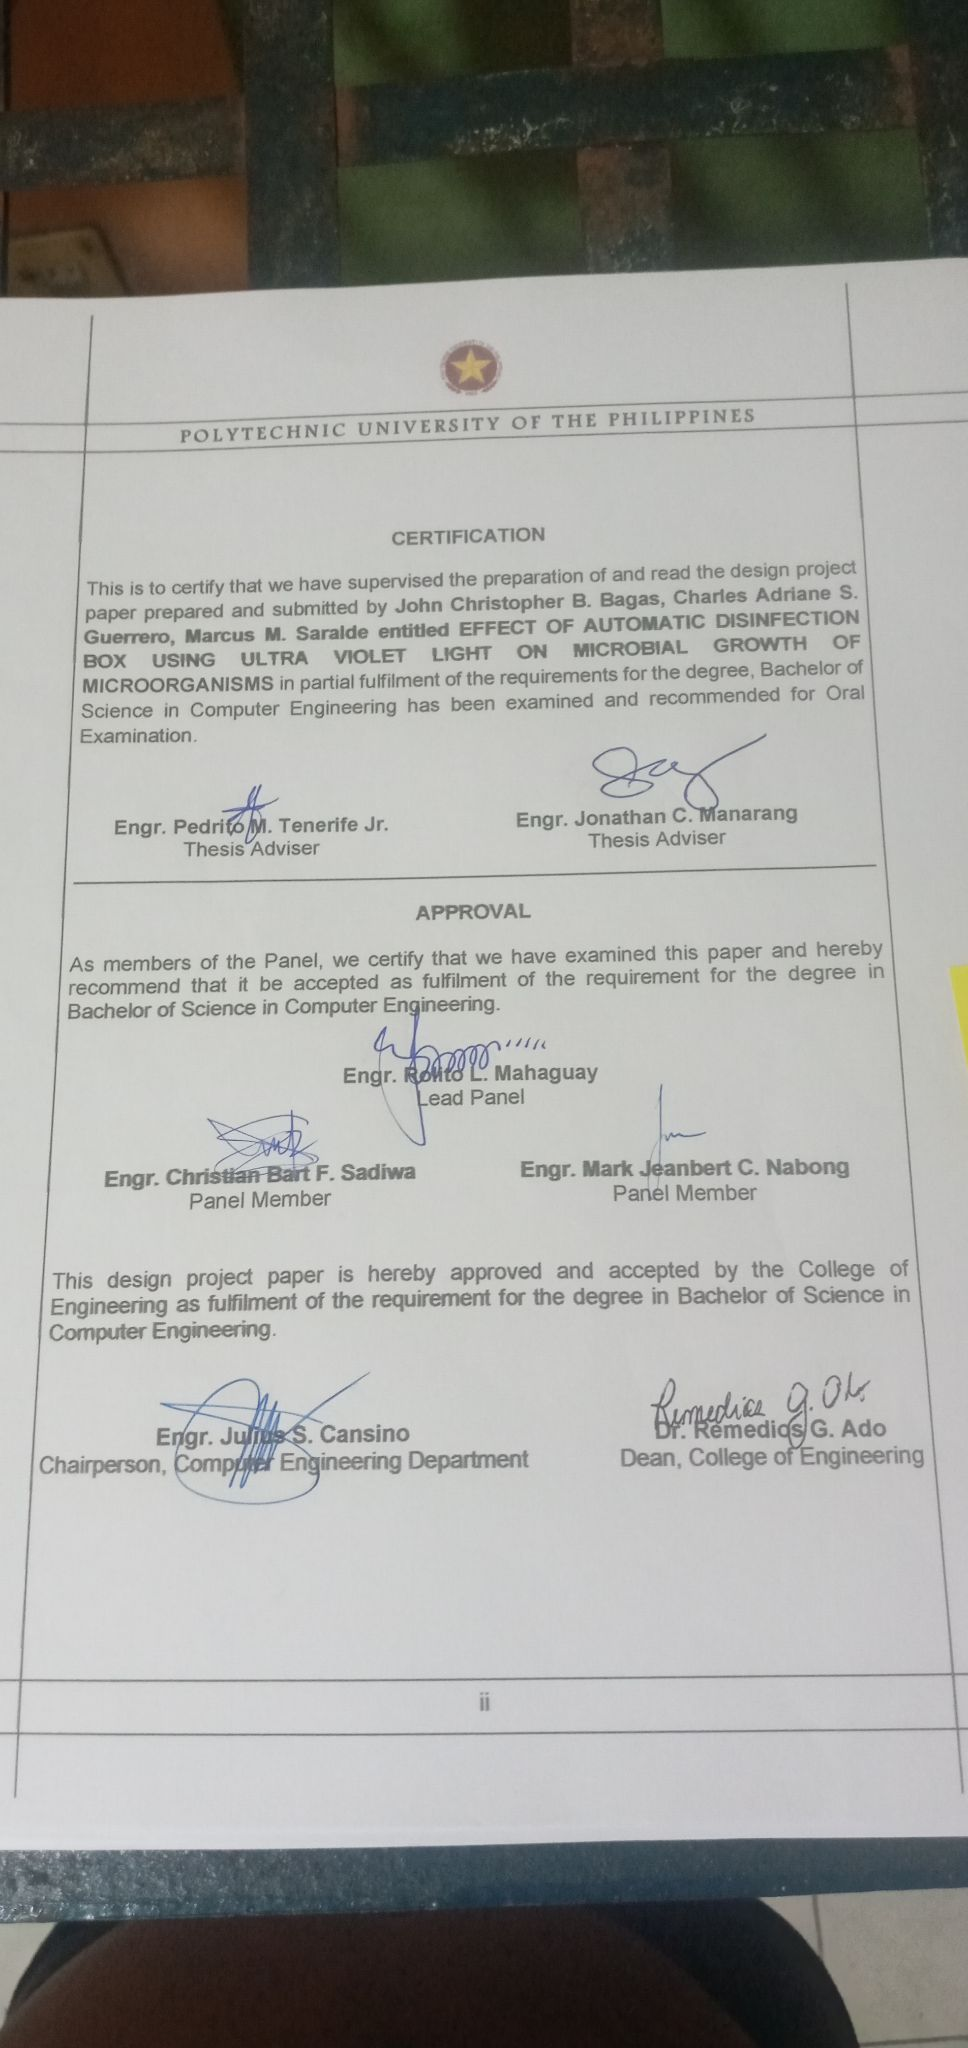 POLYTECHNIC UNIVERSITY OF THE PHILIPPINES
CERTIFICATION
This is to certify that we have supervised the preparation of and read the design project
paper prepared and submitted by John Christopher B. Bagas, Charles Adriane S.
Guerrero, Marcus M. Saralde entitled EFFECT OF AUTOMATIC DISINFECTION
BOX USING ULTRA VIOLET LIGHT ON MICROBIAL GROWTH OF
MICROORGANISMS in partial fulfilment of the requirements for the degree, Bachelor of
Science in Computer Engineering has been examined and recommended for Oral
Examination.
Engr. Pedrito M. Tenerife Jr.
Thesis Adviser
Engr. Jonathan C. Manarang
Thesis Adviser
APPROVAL
As members of the Panel, we certify that we have examined this paper and hereby
recommend that it be accepted as fulfilment of the requirement for the degree in
Bachelor of Science in Computer Engineering.
Engr. Rolito L. Mahaguay
Lead Panel
Engr. Christian Bart F. Sadiwa
Panel Member
Engr. Mark Jeanbert C. Nabong
Panel Member
This design project paper is hereby approved and accepted by the College of
Engineering as fulfilment of the requirement for the degree in Bachelor of Science in
Computer Engineering.
Engr. Julius S. Cansino
Chairperson, Computer Engineering Department
Remedios G. Ado
Dr. Remedios G. Ado
Dean, College of Engineering
ii